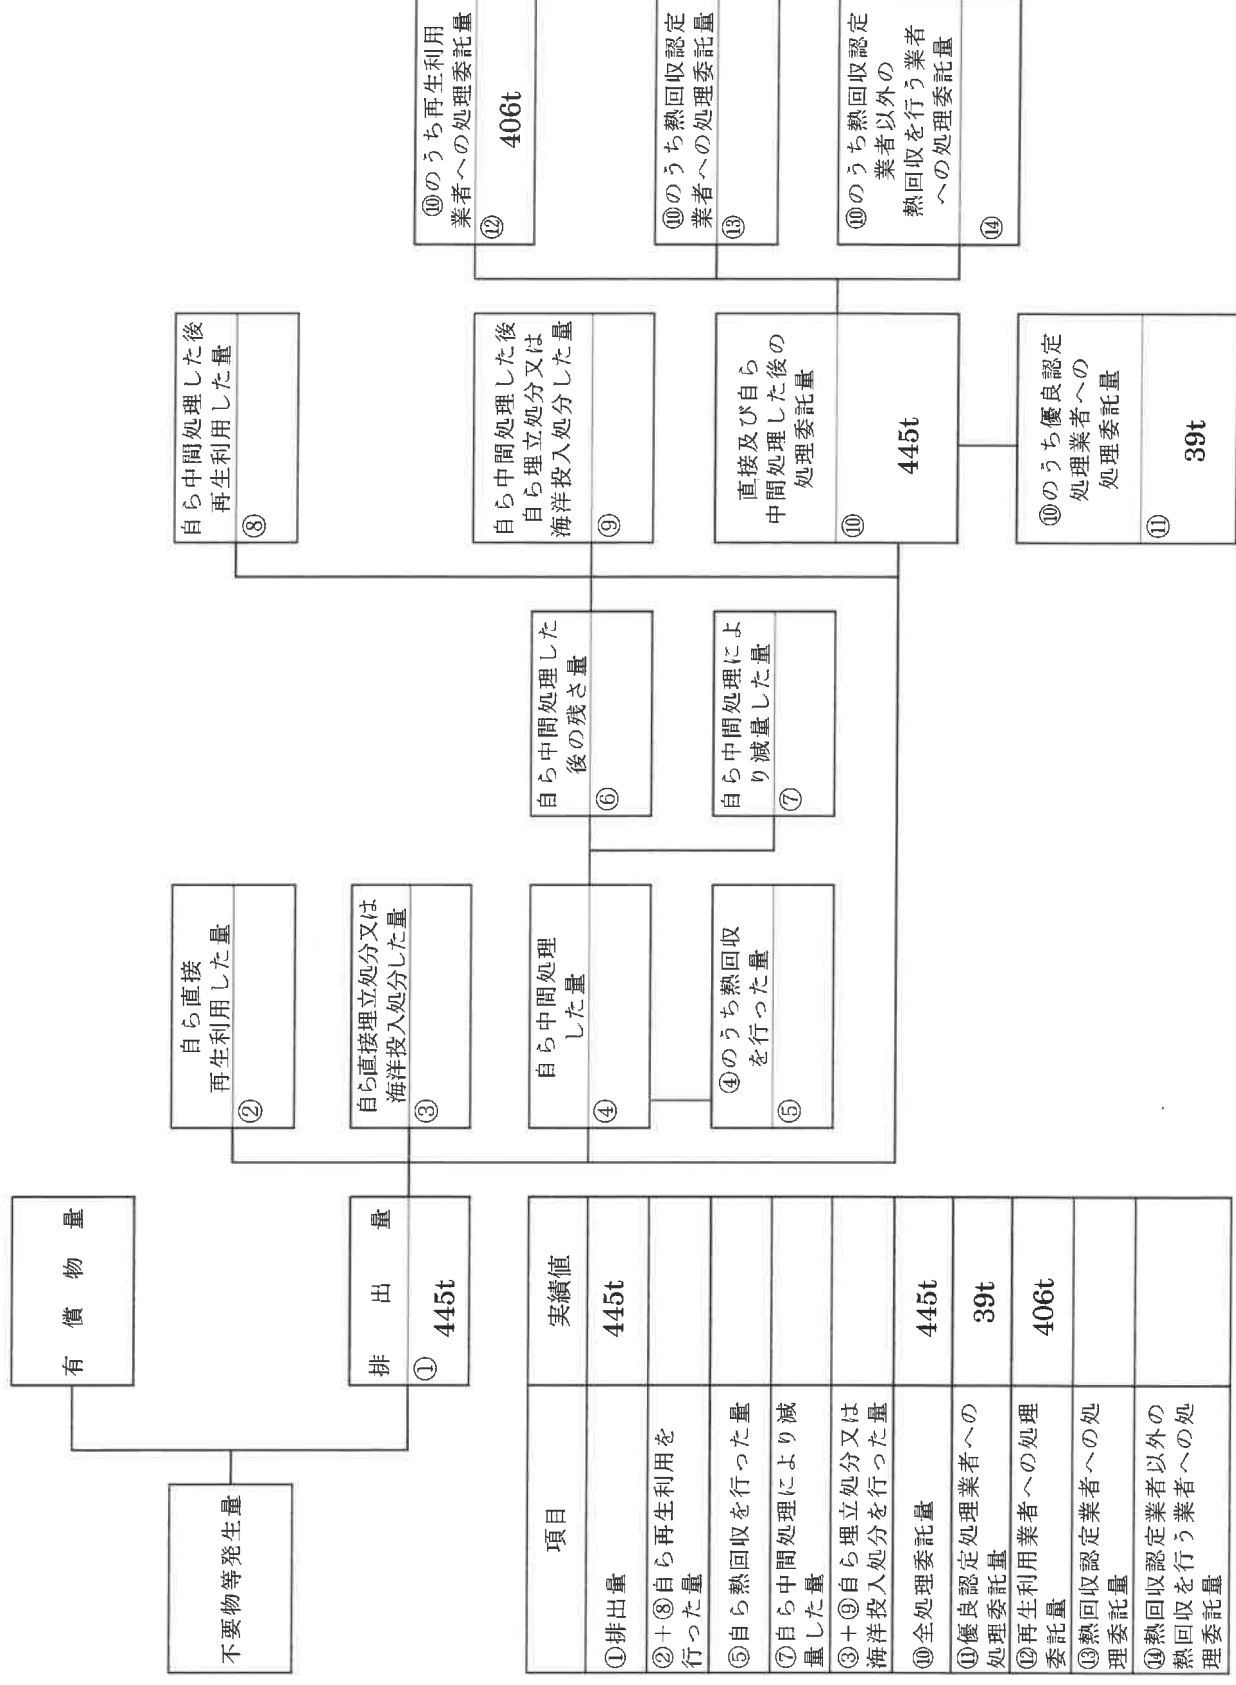 有償物量
不要物等発生量
排出量
①
445t
自ら直接
再生利用した量
②
自ら直接埋立処分又は
海洋投入処分した量
③
自ら中間処理
した量
④
④のうち熱回収
を行った量
⑤
自ら中間処理した
後の残さ量
⑥
自ら中間処理によ
り減量した量
⑦
自ら中間処理した後
再生利用した量
⑧
自ら中間処理した後
自ら埋立処分又は
海洋投入処分した量
⑨
直接及び自ら
中間処理した後の
処理委託量
⑩
445t
⑩のうち優良認定
処理業者への
処理委託量
⑪
39t
⑩のうち再生利用
業者への処理委託量
⑫
406t
⑩のうち熱回収認定
業者への処理委託量
⑬
⑩のうち熱回収認定
業者以外の
熱回収を行う業者
への処理委託量
⑭
項目 実績値
①排出量 445t
②+⑧自ら再生利用を
行った量
⑤自ら熱回収を行った量
⑦自ら中間処理により減
量した量
③+⑨自ら埋立処分又は
海洋投入処分を行った量
⑩全処理委託量 445t
⑪優良認定処理業者への
処理委託量 39t
⑫再生利用業者への処理
委託量 406t
⑬熱回収認定業者への処
理委託量
⑭熱回収認定業者以外の
熱回収を行う業者への処
理委託量